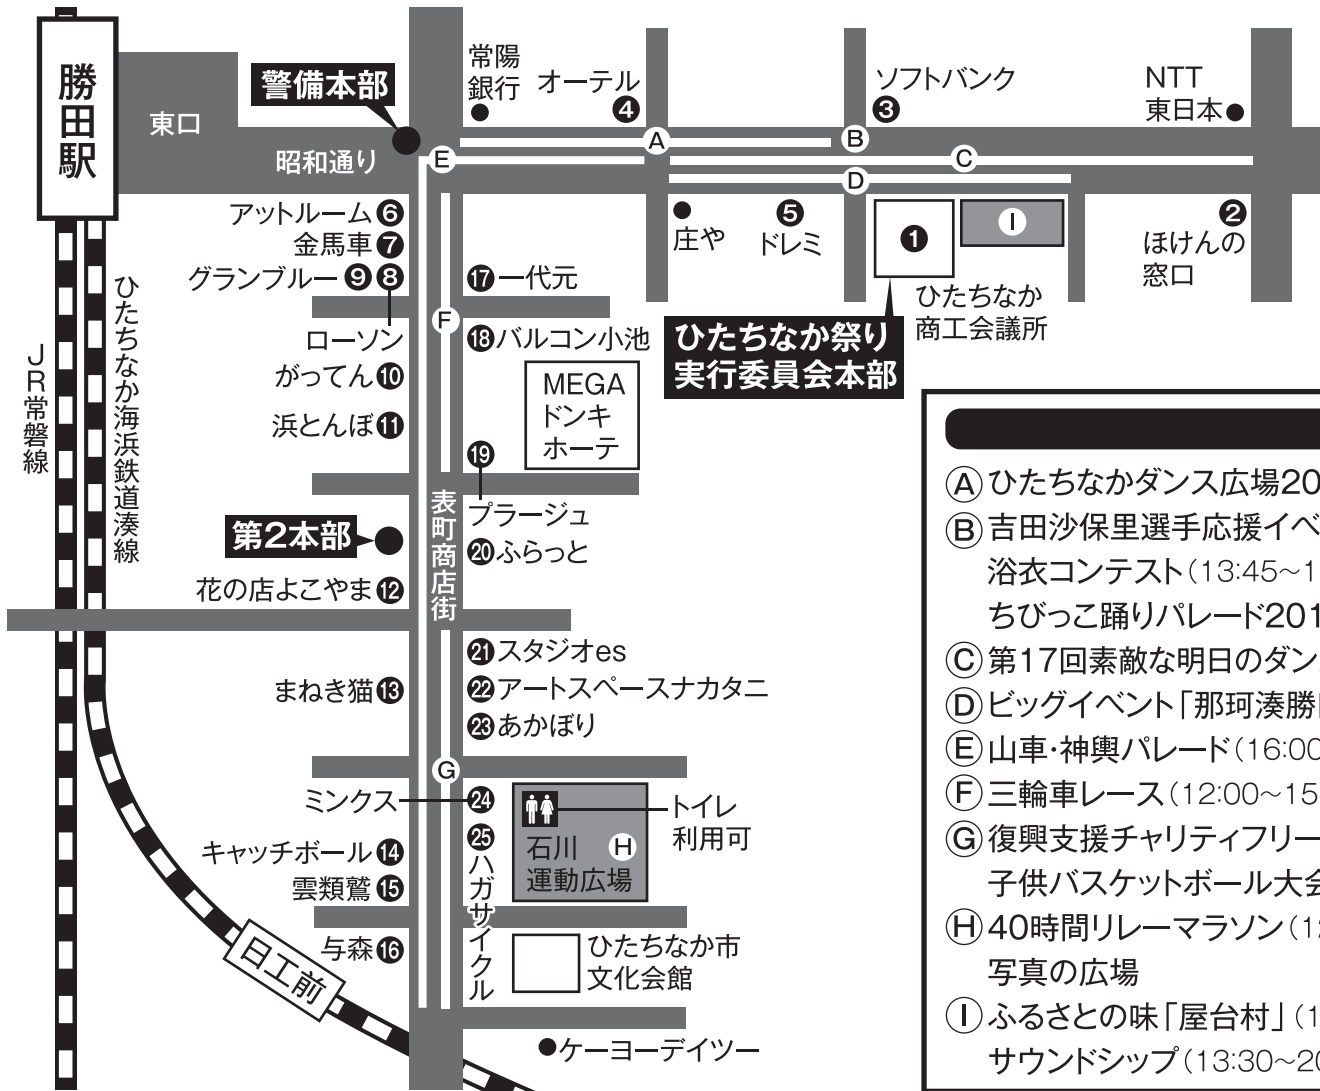 勝田駅
東口
警備本部
昭和通り
常陽
銀行
オーテル
4
ソフトバンク
3
NTT
東日本
A
B
C
D
E
アットルーム6
金馬車7
グランブルー9 8
ローソン
がってん10
浜とんぼ11
17一代元
F
18バルコン小池
MEGA
ドンキ
ホーテ
19
プラージュ
20ふらっと
庄や
5
ドレミ
1
I
ひたちなか
商工会議所
2
ほけんの
窓口
ひたちなか祭り
実行委員会本部
JR常磐線
ひたちなか海浜鉄道湊線
第2本部
表町商店街
花の店よこやま12
まねき猫13
21スタジオes
22アートスペースナカタニ
23あかぼり
G
ミンクス
24
25ハガサイクル
キャッチボール14
雲類鷲15
与森16
トイレ
利用可
石川
運動広場
H
ひたちなか市
文化会館
日工前
ケーヨーデイツー
Aひたちなかダンス広場20
B吉田沙保里選手応援イベ
浴衣コンテスト(13:45~1
ちびっこ踊りパレード201
C第17回素敵な明日のダン
Dビッグイベント「那珂湊勝
E山車・神輿パレード(16:00
F三輪車レース(12:00~15
G復興支援チャリティフリー
子供バスケットボール大会
H40時間リレーマラソン(1
写真の広場
Iふるさとの味「屋台村」(1
サウンドシップ(13:30~20